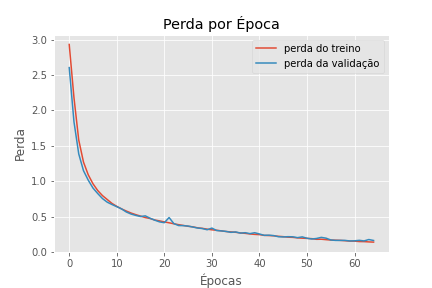 Perda por Época
perda do treino
perda da validação
Perda
3.0
2.5
2.0
1.5
1.0
0.5
0.0
0 10 20 30 40 50 60
Épocas